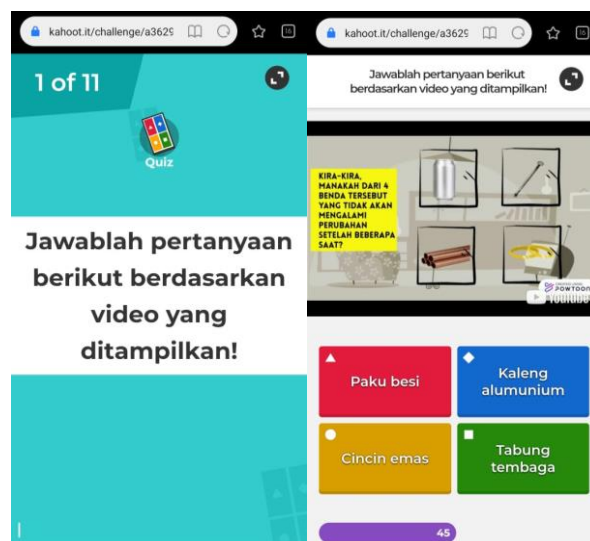 kahoot.it/challenge/a3629
16
1 of 11
Quiz
Jawablah pertanyaan
berikut berdasarkan
video yang
ditampilkan!
kahoot.it/challenge/a3629
16
Jawablah pertanyaan berikut
berdasarkan video yang ditampilkan!
KIRA-KIRA,
MANAKAH DARI 4
BENDA TERSEBUT
YANG TIDAK AKAN
MENGALAMI
PERUBAHAN
SETELAH BEBERAPA
SAAT?
POWTOON
YouTube
Paku besi
Kaleng
alumunium
Cincin emas
Tabung
tembaga
45